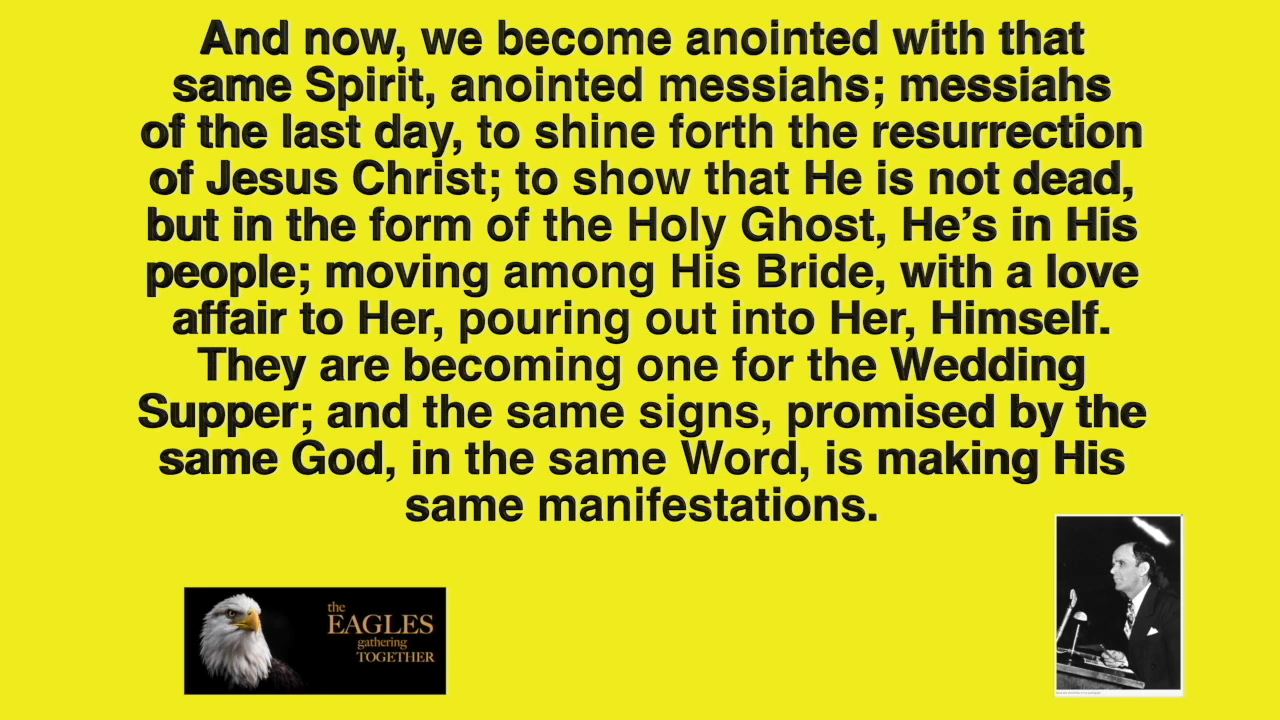 And now, we become anointed with that
same Spirit, anointed messiahs; messiahs
of the last day, to shine forth the resurrection
of Jesus Christ; to show that He is not dead,
but in the form of the Holy Ghost, He’s in His
people; moving among His Bride, with a love
affair to Her, pouring out into Her, Himself.
They are becoming one for the Wedding
Supper; and the same signs, promised by the
same God, in the same Word, is making His
same manifestations.
the
EAGLES
gathering
TOGETHER